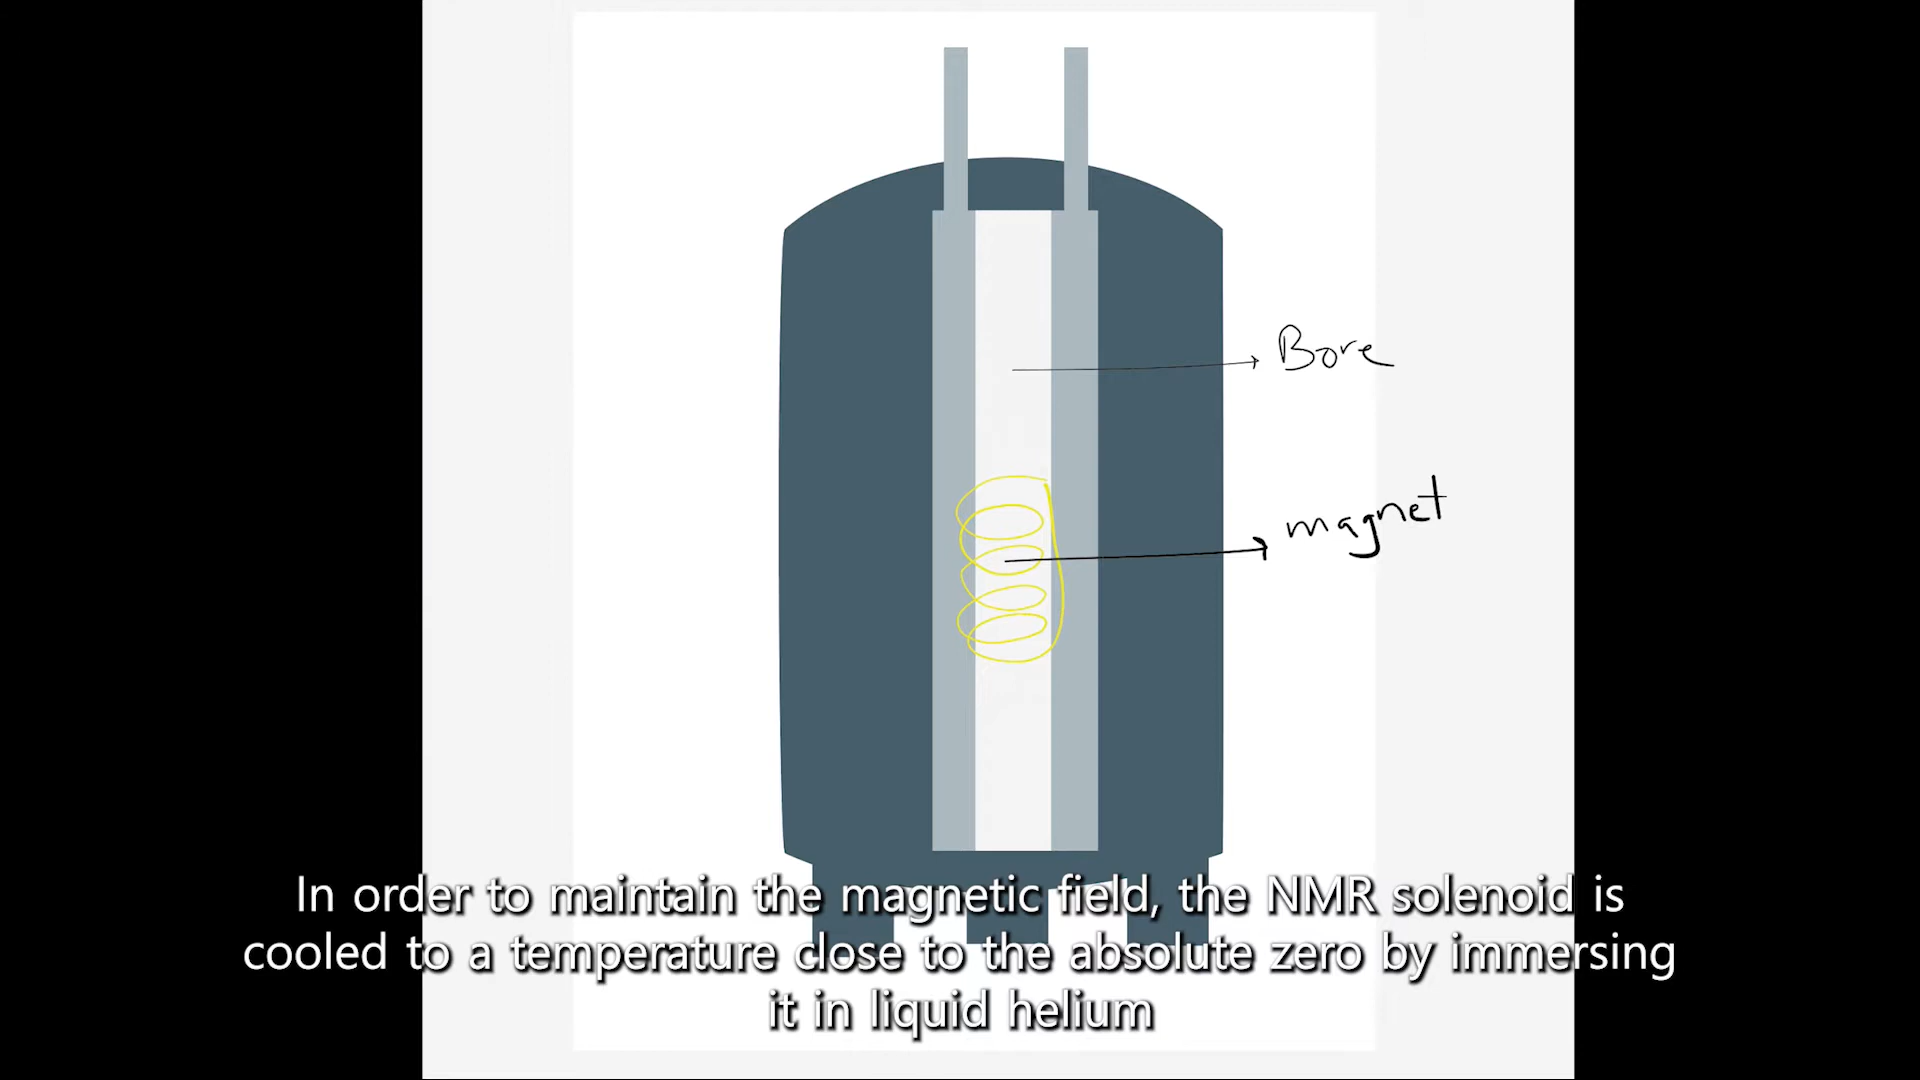 Bore
magnet
In order to maintain the magnetic field, the NMR solenoid is
cooled to a temperature close to the absolute zero by immersing
it in liquid helium